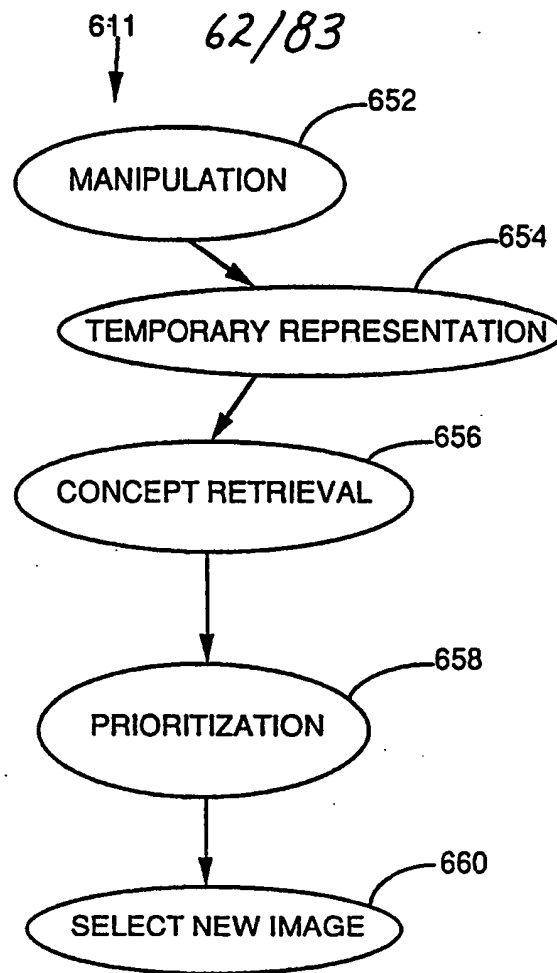 611 62/83
652
MANIPULATION
654
TEMPORARY REPRESENTATION
656
CONCEPT RETRIEVAL
658
PRIORITIZATION
660
SELECT NEW IMAGE